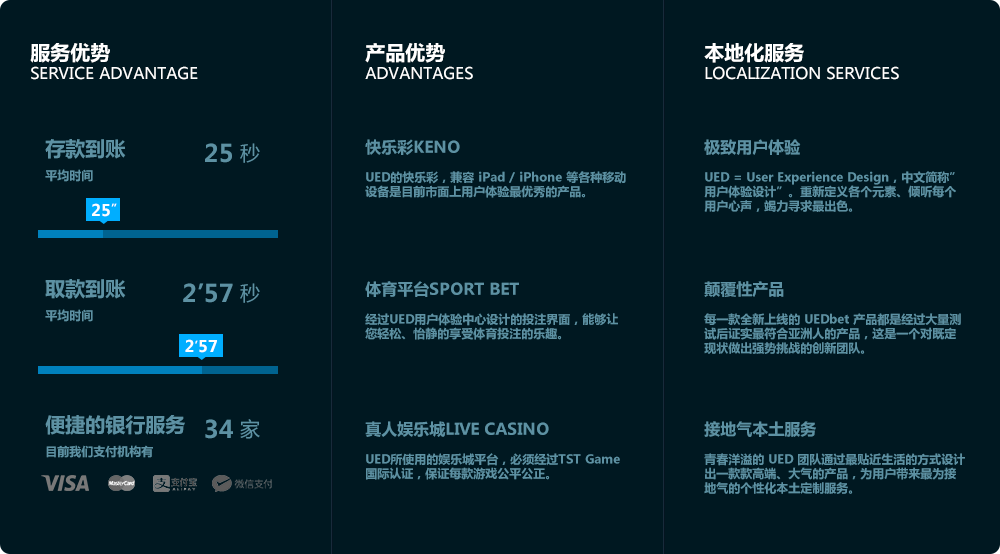 服务优势
SERVICE ADVANTAGE
存款到账
25 秒
平均时间
25″
取款到账
2’57 秒
平均时间
2’57
便捷的银行服务
34 家
目前我们支付机构有
VISA
MasterCard
支付宝
ALIPAY
微信支付
产品优势
ADVANTAGES
快乐彩KENO
UED的快乐彩，兼容 iPad / iPhone 等各种移动
设备是目前市面上用户体验最优秀的产品。
体育平台SPORT BET
经过UED用户体验中心设计的投注界面，能够让
您轻松、恰静的享受体育投注的乐趣。
真人娱乐城LIVE CASINO
UED所使用的娱乐城平台，必须经过TST Game
国际认证，保证每款游戏公平公正。
本地化服务
LOCALIZATION SERVICES
极致用户体验
UED = User Experience Design，中文简称”
用户体验设计”。重新定义各个元素、倾听每个
用户心声，竭力寻求最出色。
颠覆性产品
每一款全新上线的 UEDbet 产品都是经过大量测
试后证实最符合亚洲人的产品，这是一个对既定
现状做出强势挑战的创新团队。
接地气本土服务
青春洋溢的 UED 团队通过最贴近生活的方式设计
出一款款高端、大气的产品，为用户带来最为接
地气的个性化本土定制服务。